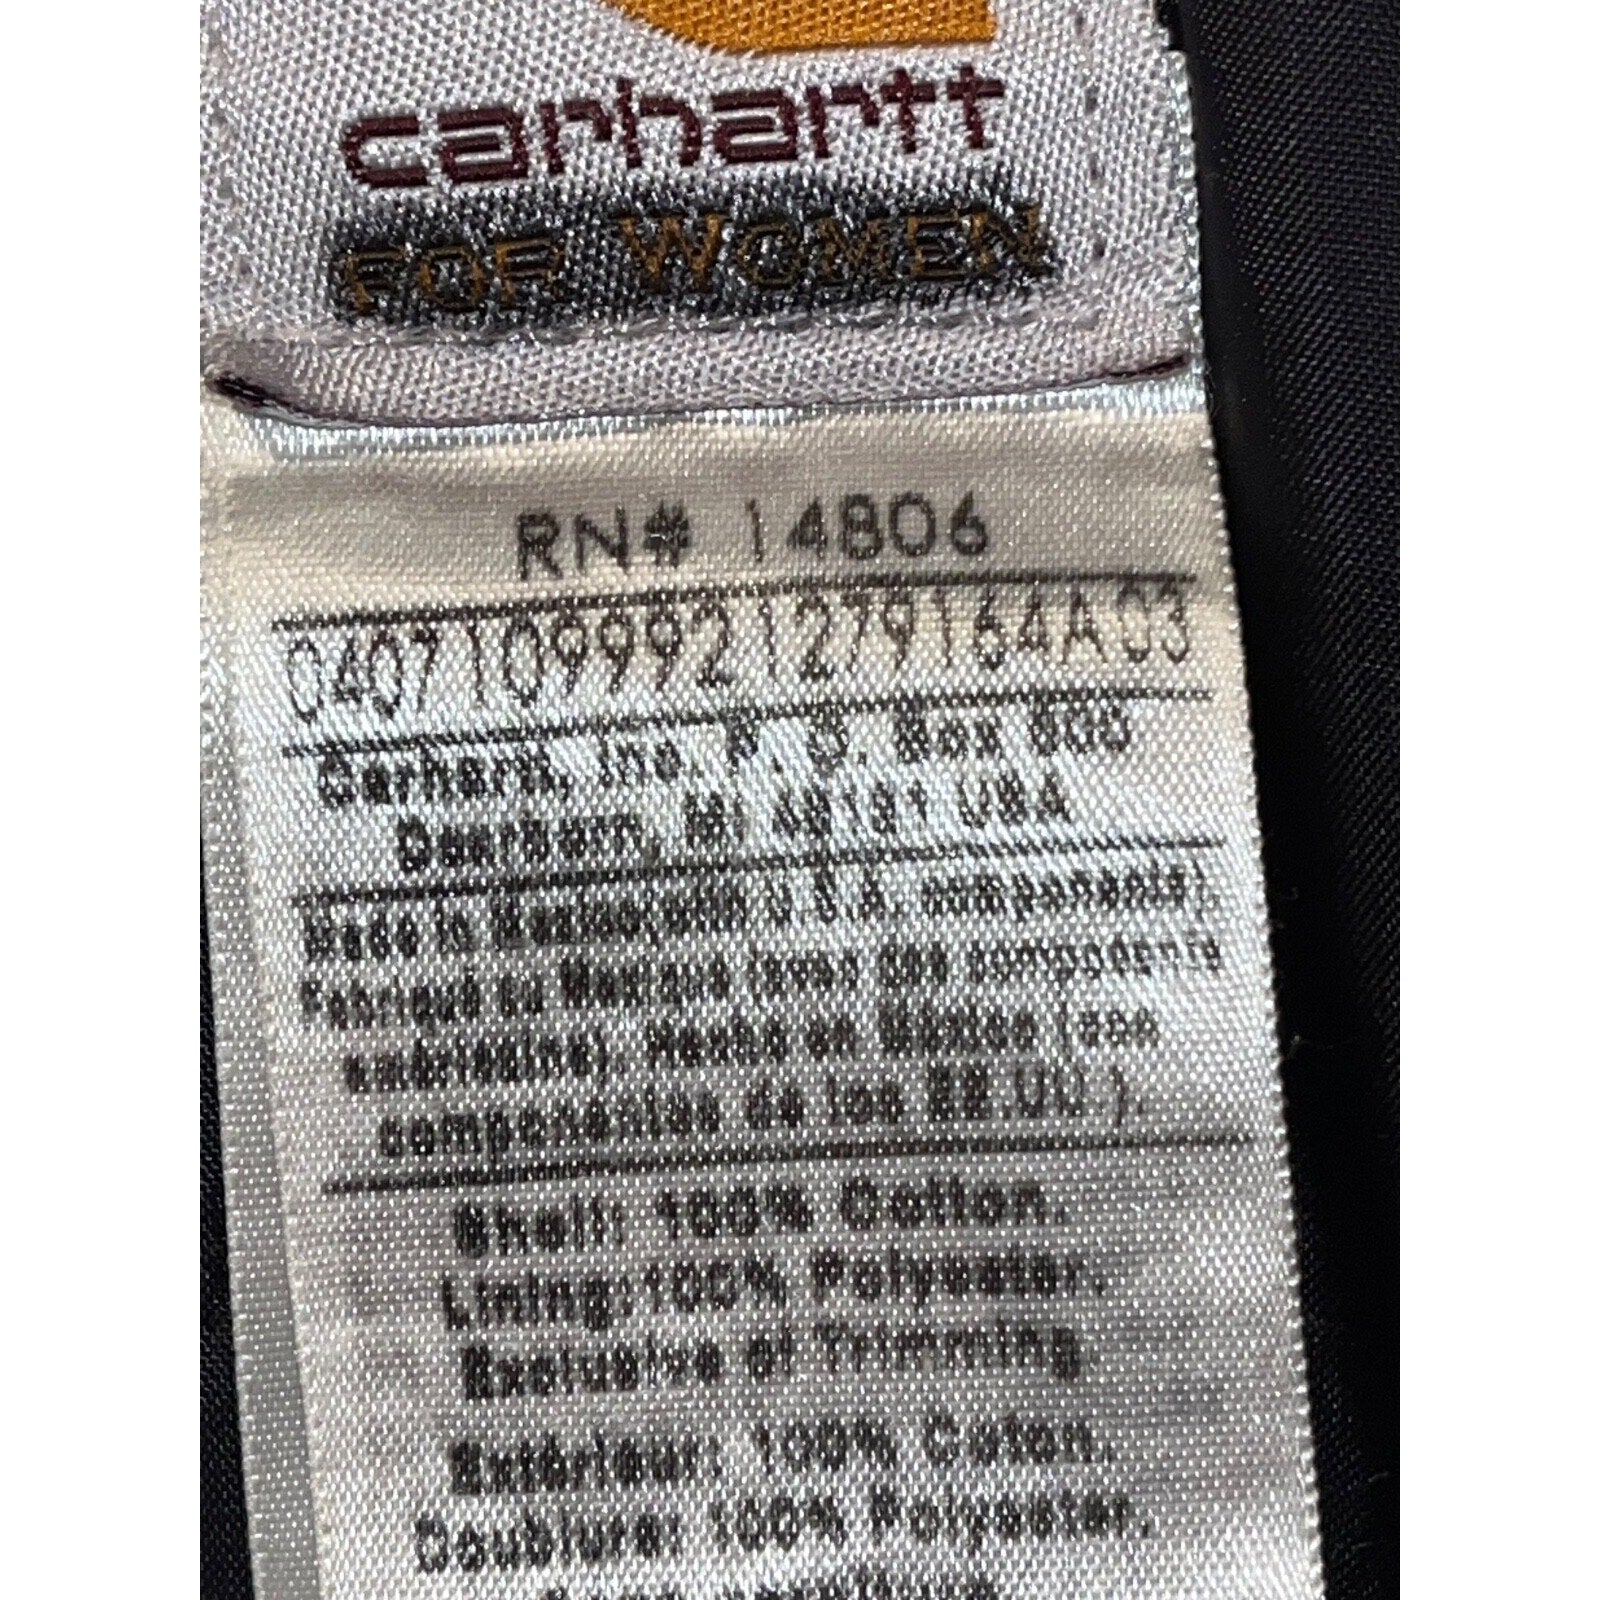 carhartt
FOR WOMEN
RN# 14806
04071099921279164A03
Carhartt, Inc. P. O. Box 600
Dearborn, MI 48121 USA
Made in Mexico with U.S.A. components.
Fabriqué au Mexique avec des composants
américains. Hecho en México con
componentes de los EE.UU.
Shell: 100% Cotton.
Lining: 100% Polyester.
Exclusive of Trimming
Extérieur: 100% Coton.
Doublure: 100% Polyester.